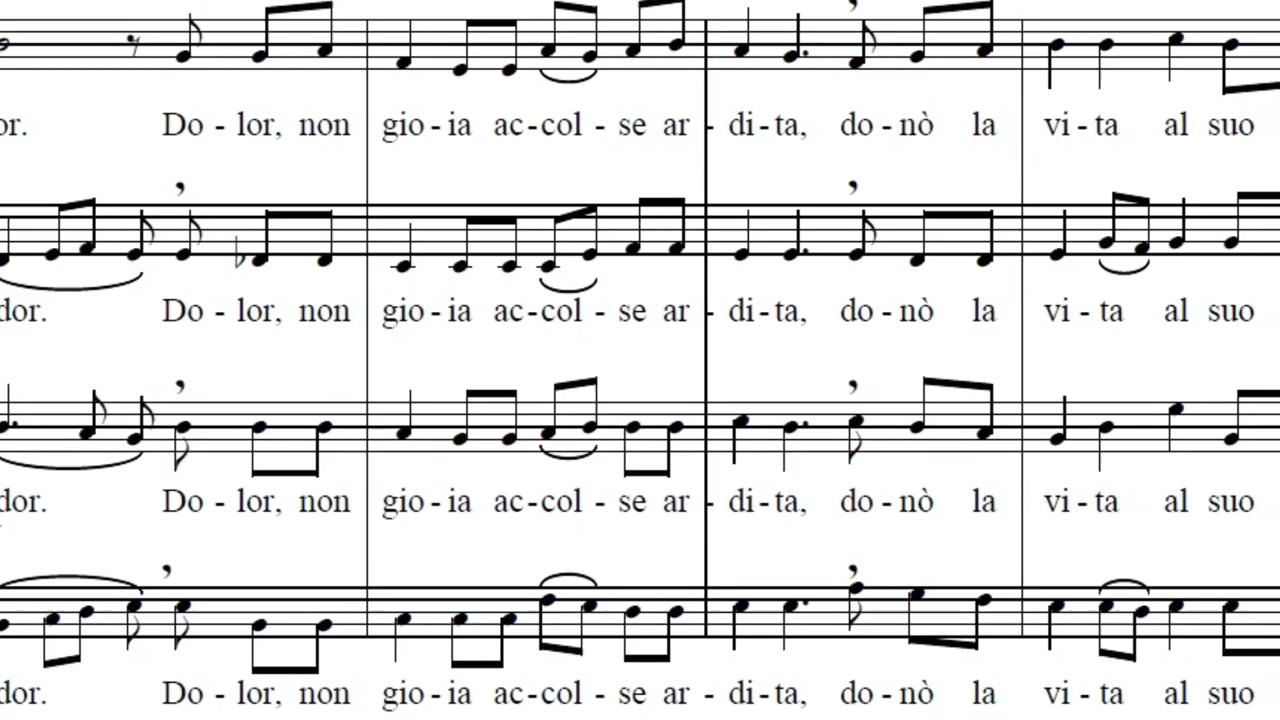 or. Do - lor, non gio - ia ac - col - se ar - di - ta, do - nò la vi - ta al suo
dor. Do - lor, non gio - ia ac - col - se ar - di - ta, do - nò la vi - ta al suo
dor. Do - lor, non gio - ia ac - col - se ar - di - ta, do - nò la vi - ta al suo
dor. Do - lor, non gio - ia ac - col - se ar - di - ta, do - nò la vi - ta al suo